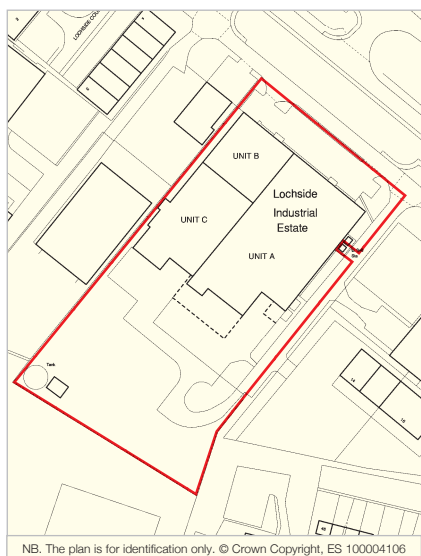 LOCHSIDE COU
UNIT B
Lochside
Industrial
Estate
UNIT C
UNIT A
Tank
14
NB. The plan is for identification only. © Crown Copyright, ES 100004106